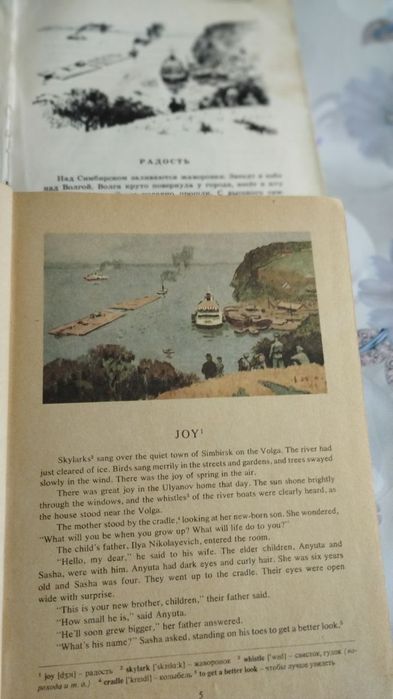 РАДОСТЬ
Над Симбирском заливаются жаворонки. Звенят в небе
над Волгой. Волга круто повернула у города,
JOY¹
Skylarks² sang over the quiet town of Simbirsk on the Volga. The river had
just cleared of ice. Birds sang merrily in the streets and gardens, and trees swayed
slowly in the wind. There was the joy of spring in the air.
There was great joy in the Ulyanov home that day. The sun shone brightly
through the windows, and the whistles³ of the river boats were clearly heard, as
the house stood near the Volga.
The mother stood by the cradle,⁴ looking at her new-born son. She wondered,
"What will you be when you grow up? What will life do to you?"
The child's father, Ilya Nikolayevich, entered the room.
"Hello, my dear," he said to his wife. The elder children, Anyuta and
Sasha, were with him. Anyuta had dark eyes and curly hair. She was six years
old and Sasha was four. They went up to the cradle. Their eyes were open
wide with surprise.
"This is your new brother, children," their father said.
"How small he is," said Anyuta.
"He'll soon grew bigger," her father answered.
"What's his name?" Sasha asked, standing on his toes to get a better look.⁵
¹ joy [dʒɔɪ] – радость ² skylark ['skaɪlɑ:k] – жаворонок ³ whistle ['wɪsl] – свисток, гудок (па-
рохода и т. д.) ⁴ cradle ['kreɪdl] – колыбель ⁵ to get a better look – чтобы лучше увидеть
5